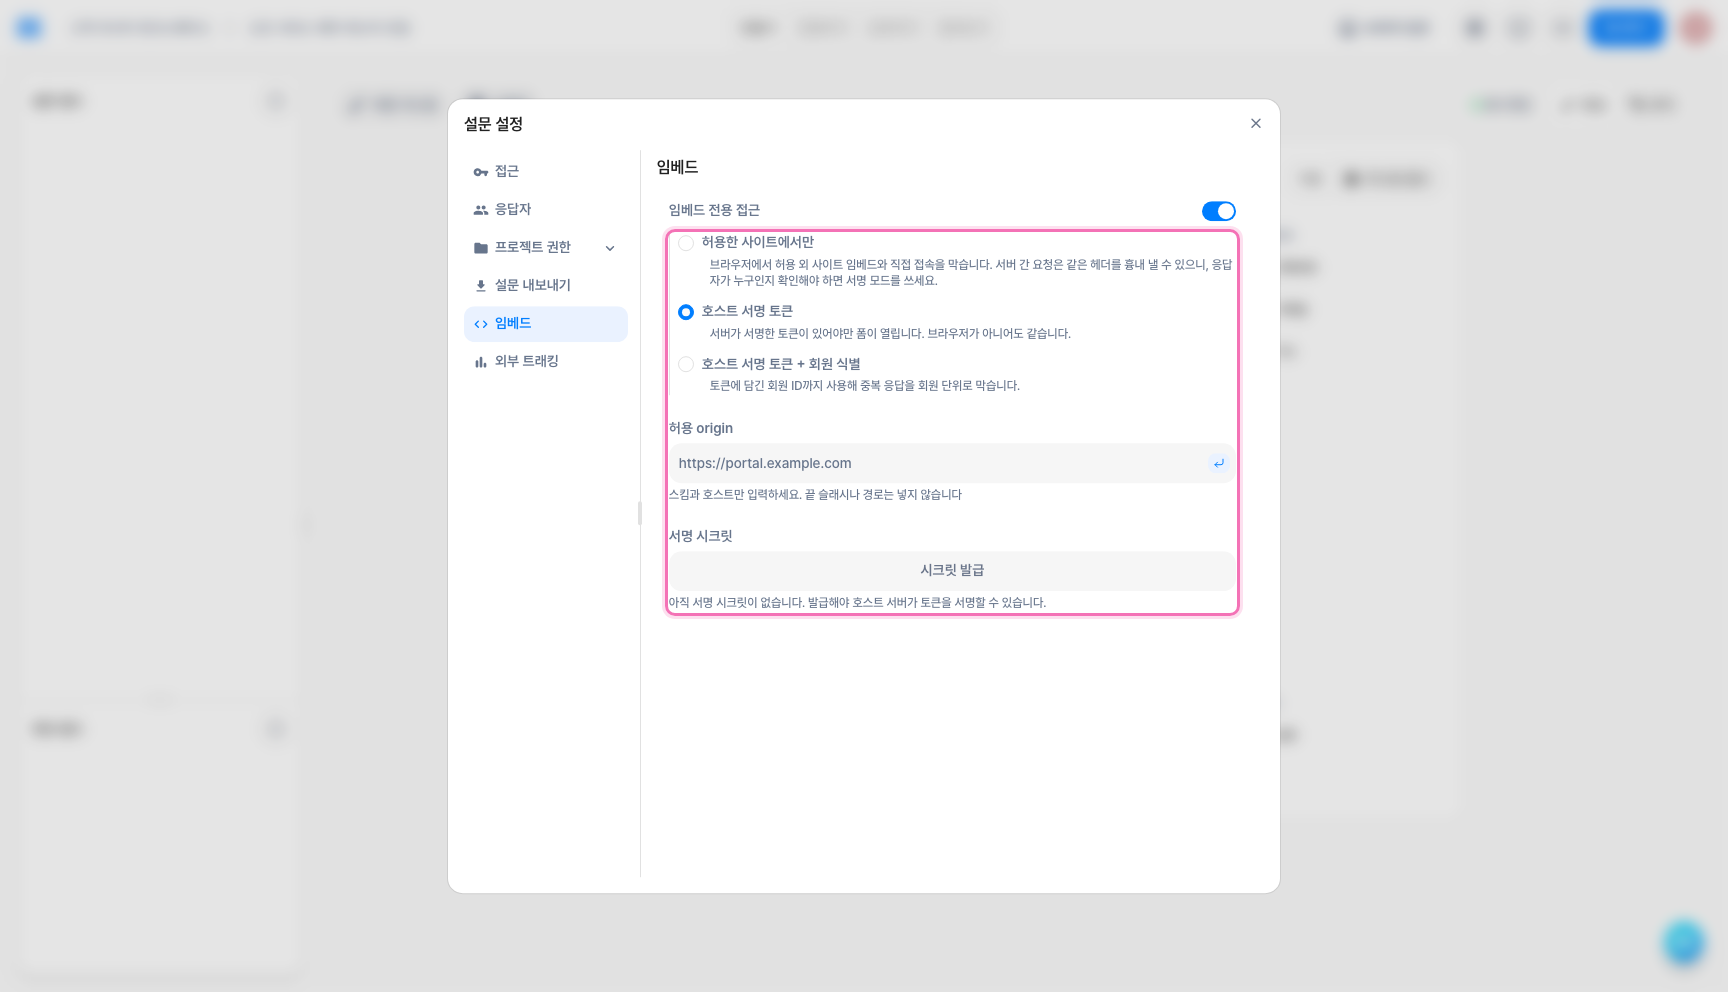 설문 설정
접근
응답자
프로젝트 권한
설문 내보내기
임베드
외부 트래킹
임베드
임베드 전용 접근
허용한 사이트에서만
브라우저에서 허용 외 사이트 임베드와 직접 접속을 막습니다. 서버 간 요청은 같은 헤더를 흉내 낼 수 있으니, 응답
자가 누구인지 확인해야 하면 서명 모드를 쓰세요.
호스트 서명 토큰
서버가 서명한 토큰이 있어야만 폼이 열립니다. 브라우저가 아니어도 같습니다.
호스트 서명 토큰 + 회원 식별
토큰에 담긴 회원 ID까지 사용해 중복 응답을 회원 단위로 막습니다.
허용 origin
https://portal.example.com
스킴과 호스트만 입력하세요. 끝 슬래시나 경로는 넣지 않습니다
서명 시크릿
시크릿 발급
아직 서명 시크릿이 없습니다. 발급해야 호스트 서버가 토큰을 서명할 수 있습니다.